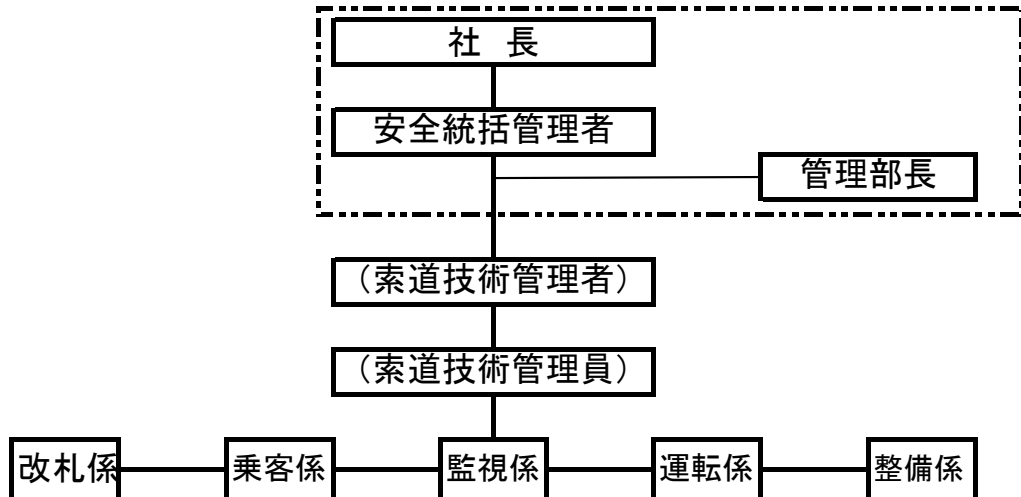 社 長
安全統括管理者
管理部長
（索道技術管理者）
（索道技術管理員）
改札係 乗客係 監視係 運転係 整備係